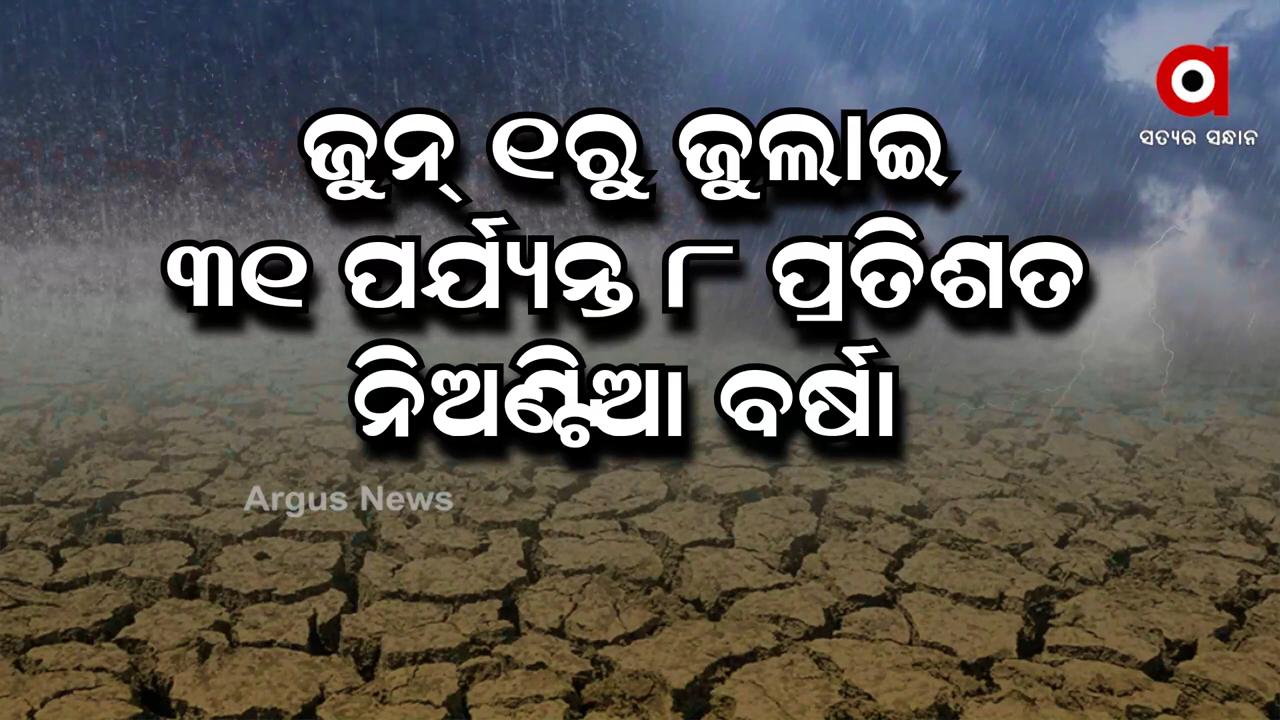 ସତ୍ୟର ସନ୍ଧାନ
ଜୁନ୍ ୧ରୁ ଜୁଲାଇ
୩୧ ପର୍ଯ୍ୟନ୍ତ ୮ ପ୍ରତିଶତ
ନିଅଣ୍ଟିଆ ବର୍ଷା
Argus News